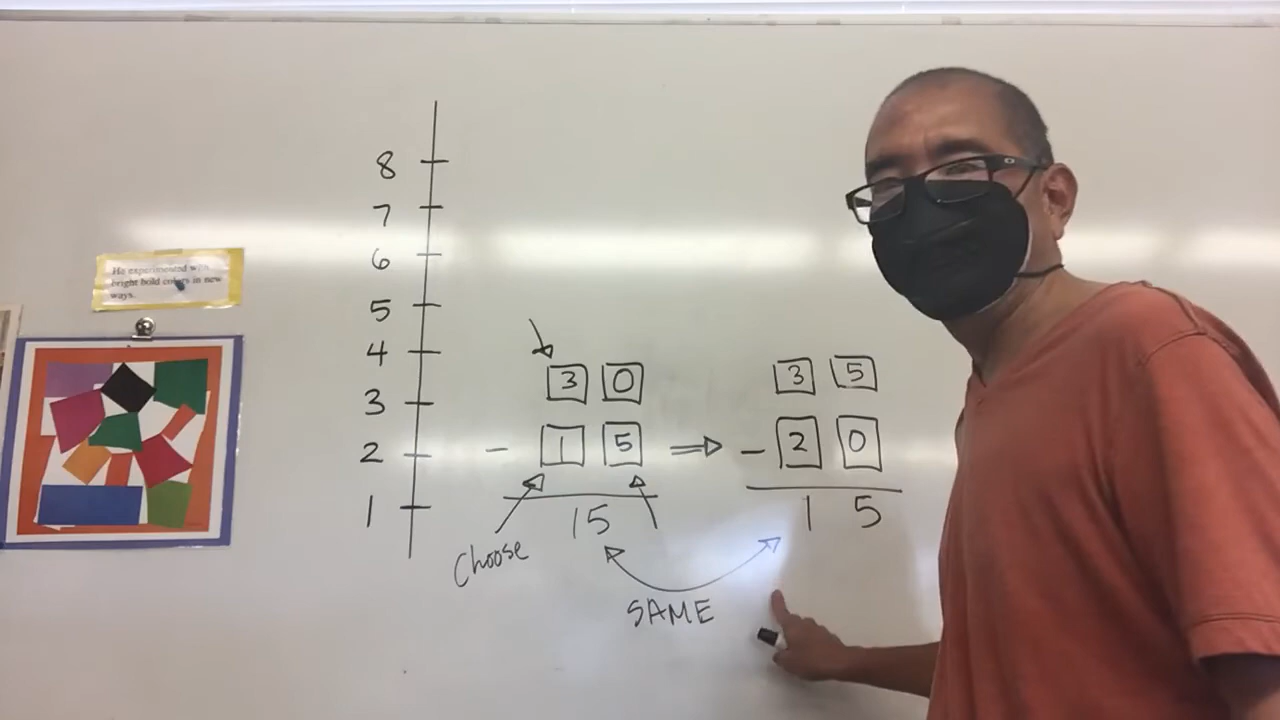 He experimented with
bright bold colors in new
ways.
8
7
6
5
4
3
2
1
3 0
- 1 5
15
Choose
⇒
3 5
- 2 0
1 5
SAME